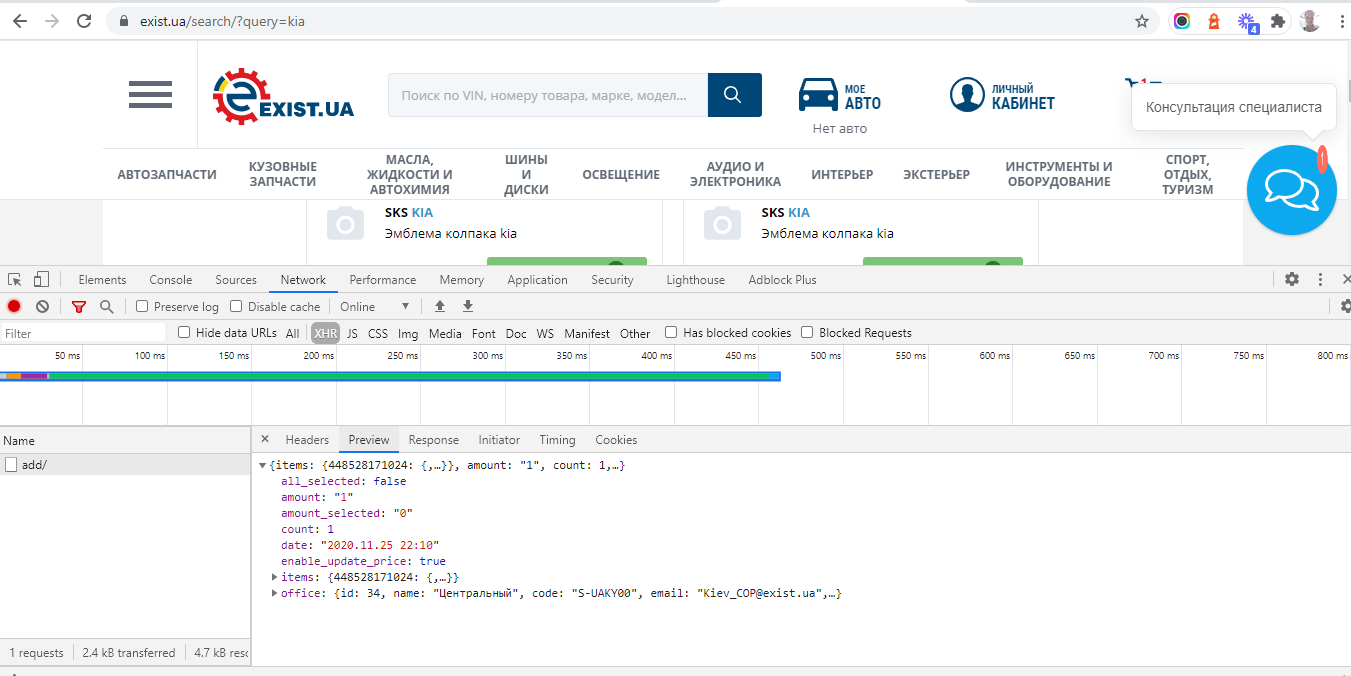 exist.ua/search/?query=kia
4
EXIST.UA
Поиск по VIN, номеру товара, марке, модел...
МОЕ
АВТО
Нет авто
ЛИЧНЫЙ
КАБИНЕТ
1
Консультация специалиста
1
АВТОЗАПЧАСТИ
КУЗОВНЫЕ
ЗАПЧАСТИ
МАСЛА,
ЖИДКОСТИ И
АВТОХИМИЯ
ШИНЫ
И
ДИСКИ
ОСВЕЩЕНИЕ
АУДИО И
ЭЛЕКТРОНИКА
ИНТЕРЬЕР
ЭКСТЕРЬЕР
ИНСТРУМЕНТЫ И
ОБОРУДОВАНИЕ
СПОРТ,
ОТДЫХ,
ТУРИЗМ
SKS KIA
Эмблема колпака kia
SKS KIA
Эмблема колпака kia
Elements Console Sources Network Performance Memory Application Security Lighthouse Adblock Plus
Preserve log Disable cache Online
Filter Hide data URLs All XHR JS CSS Img Media Font Doc WS Manifest Other Has blocked cookies Blocked Requests
50 ms 100 ms 150 ms 200 ms 250 ms 300 ms 350 ms 400 ms 450 ms 500 ms 550 ms 600 ms 650 ms 700 ms 750 ms 800 ms
Name
add/
× Headers Preview Response Initiator Timing Cookies
{items: {448528171024: {,…}}, amount: "1", count: 1,…}
all_selected: false
amount: "1"
amount_selected: "0"
count: 1
date: "2020.11.25 22:10"
enable_update_price: true
items: {448528171024: {,…}}
office: {id: 34, name: "Центральный", code: "S-UAKY00", email: "Kiev_COP@exist.ua",…}
1 requests 2.4 kB transferred 4.7 kB resc